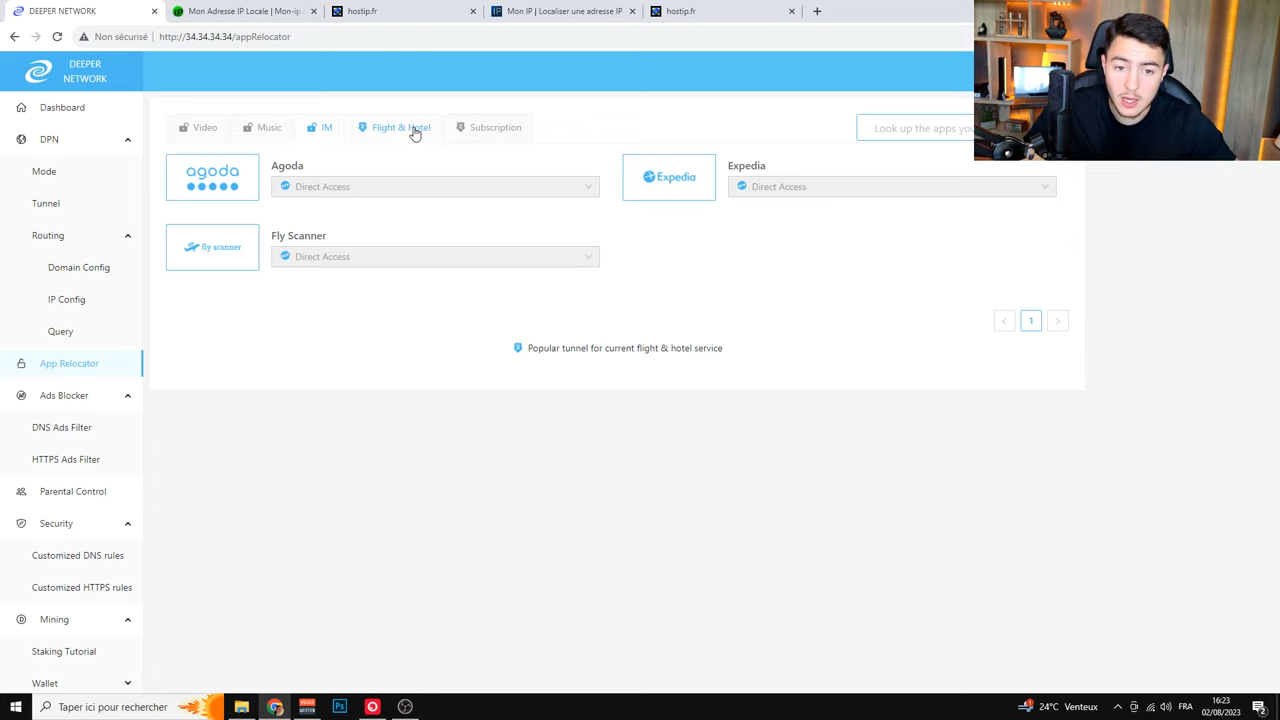 DEEPER NETWORK
Mon Adresse IP Locale | Mon-ip.
hostip.fr
Mon IP | Localiser une adresse IP
hostip.fr
Non sécurisé
http://34.34.34.34/appRelocator
DEEPER
NETWORK
Dashboard
DPN
Mode
Tunnel
Routing
Domain Config
IP Config
Query
App Relocator
Ads Blocker
DNS Ads Filter
HTTPS Ads Filter
Parental Control
Security
Customized DNS rules
Customized HTTPS rules
Mining
Staking Tutorial
Wallet
Video
Music
IM
Flight & Hotel
Subscription
Look up the apps you
agoda
Agoda
Direct Access
Expedia
Expedia
Direct Access
fly scanner
Fly Scanner
Direct Access
< 1 >
Popular tunnel for current flight & hotel service
Taper ici pour rechercher
Ps
24°C Venteux
FRA
16:23
02/08/2023
2